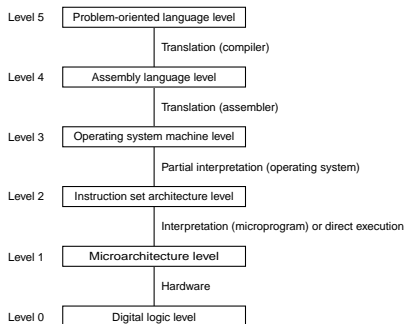 Level 5 Problem-oriented language level
Translation (compiler)
Level 4 Assembly language level
Translation (assembler)
Level 3 Operating system machine level
Partial interpretation (operating system)
Level 2 Instruction set architecture level
Interpretation (microprogram) or direct execution
Level 1 Microarchitecture level
Hardware
Level 0 Digital logic level